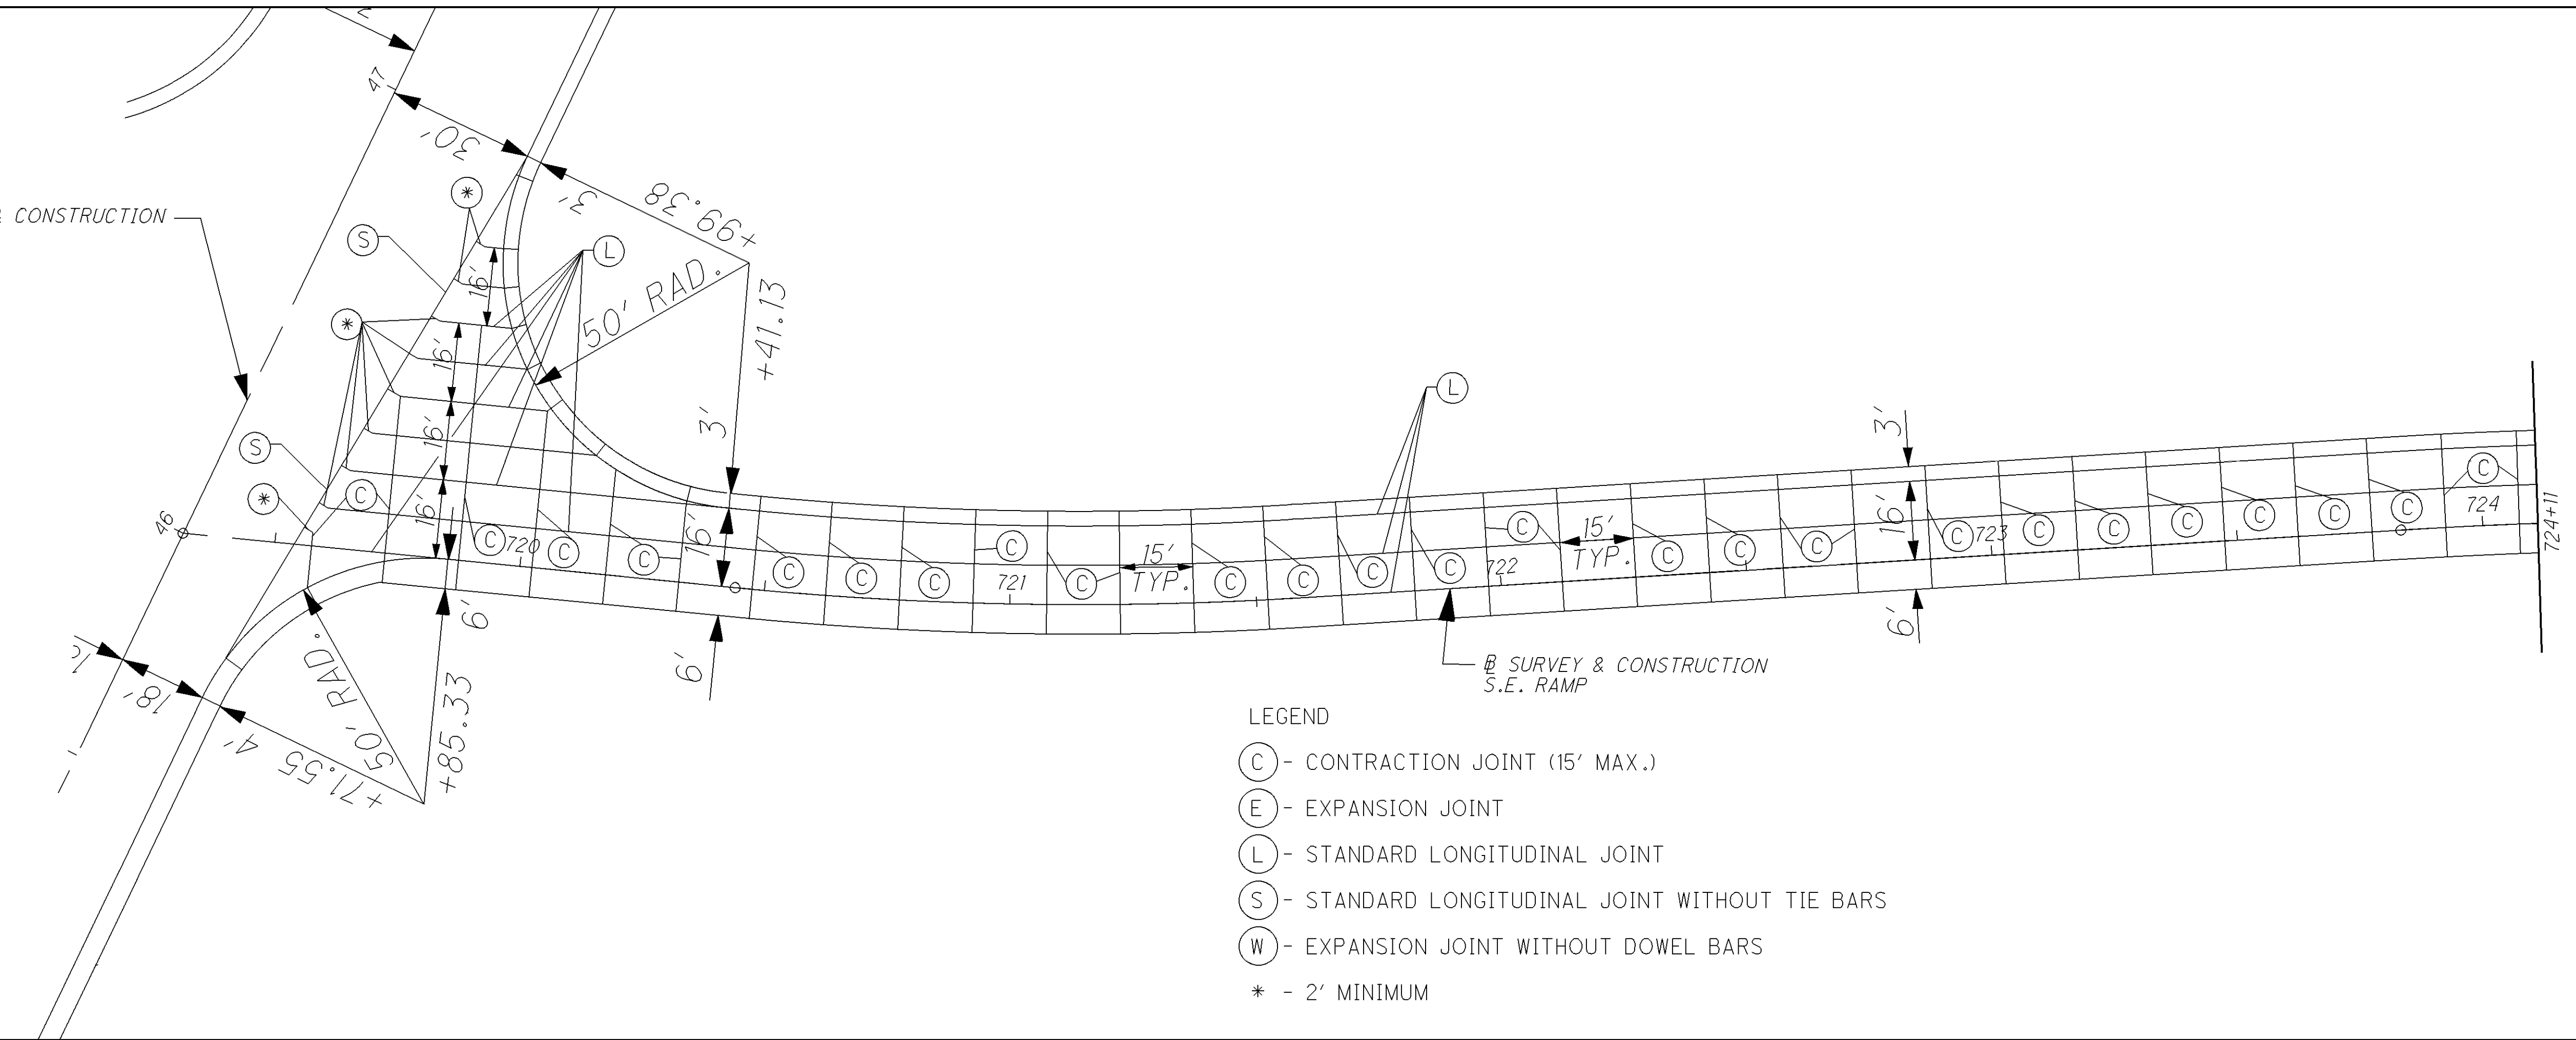 47
30'
3'
+99.38
& CONSTRUCTION
*
S
L
16'
50' RAD.
+41.13
*
16'
3'
L
3'
16'
S
C
*
16'
46
C
720
C
C
16'
C
C
C
C
721
C
15'
TYP.
C
C
C
C
722
C
15'
TYP.
C
C
C
16'
C
723
C
C
C
C
C
C
C
724
724+11
6'
6'
6'
18'
50' RAD.
+85.33
4'
+71.55
℄ SURVEY & CONSTRUCTION
S.E. RAMP
LEGEND
C - CONTRACTION JOINT (15' MAX.)
E - EXPANSION JOINT
L - STANDARD LONGITUDINAL JOINT
S - STANDARD LONGITUDINAL JOINT WITHOUT TIE BARS
W - EXPANSION JOINT WITHOUT DOWEL BARS
* - 2' MINIMUM